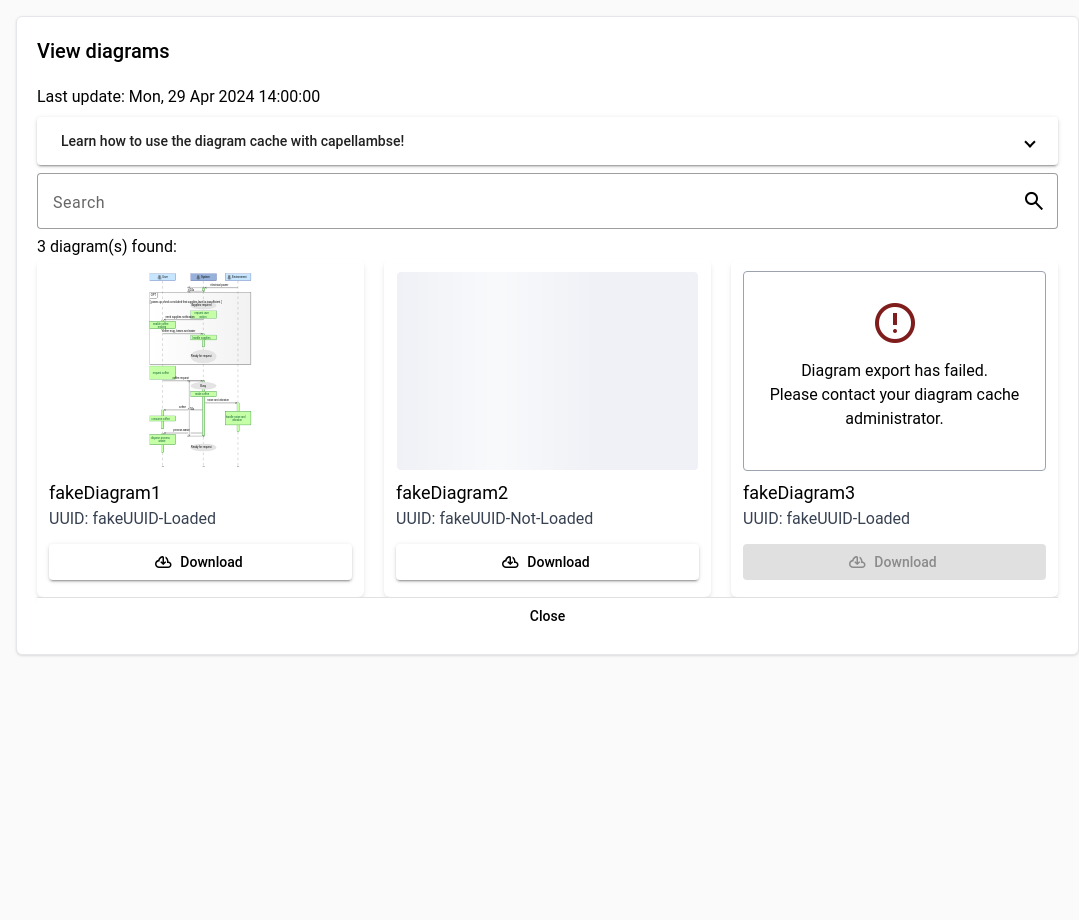 View diagrams
Last update: Mon, 29 Apr 2024 14:00:00
Learn how to use the diagram cache with capellambse!
Search
3 diagram(s) found:
Diagram export has failed.
Please contact your diagram cache
administrator.
fakeDiagram1
UUID: fakeUUID-Loaded
Download
fakeDiagram2
UUID: fakeUUID-Not-Loaded
Download
fakeDiagram3
UUID: fakeUUID-Loaded
Download
Close